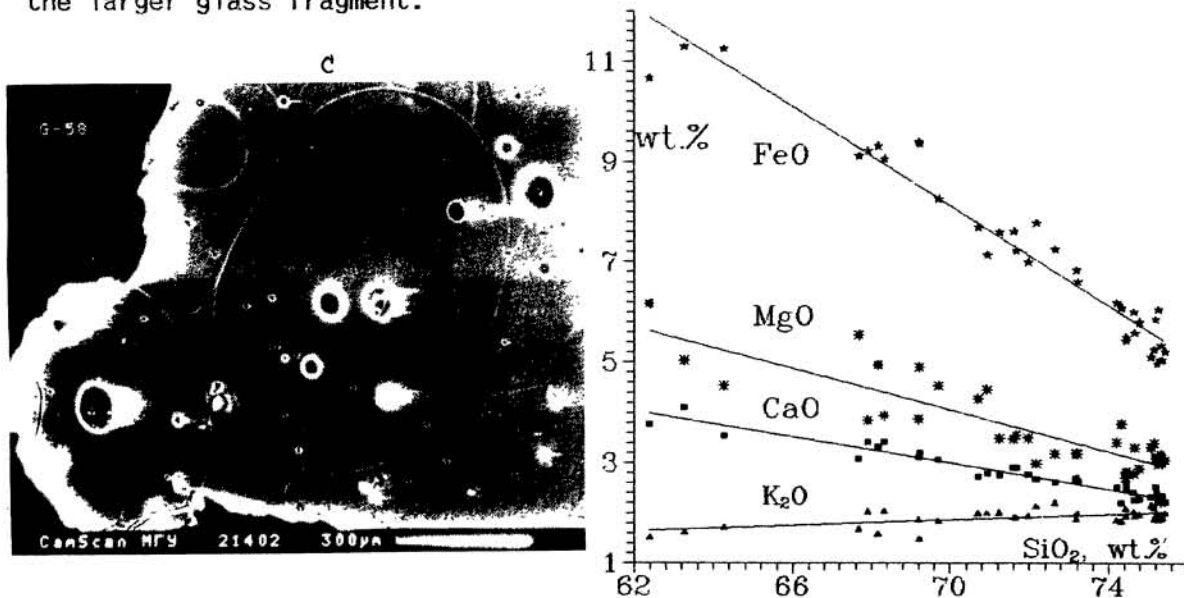 the larger glass fragment.
C
G-58
CamScan МГУ 21402 300μm
11
9
7
5
3
1
wt.%
FeO
MgO
CaO
K₂O
SiO₂, wt.%
62 66 70 74